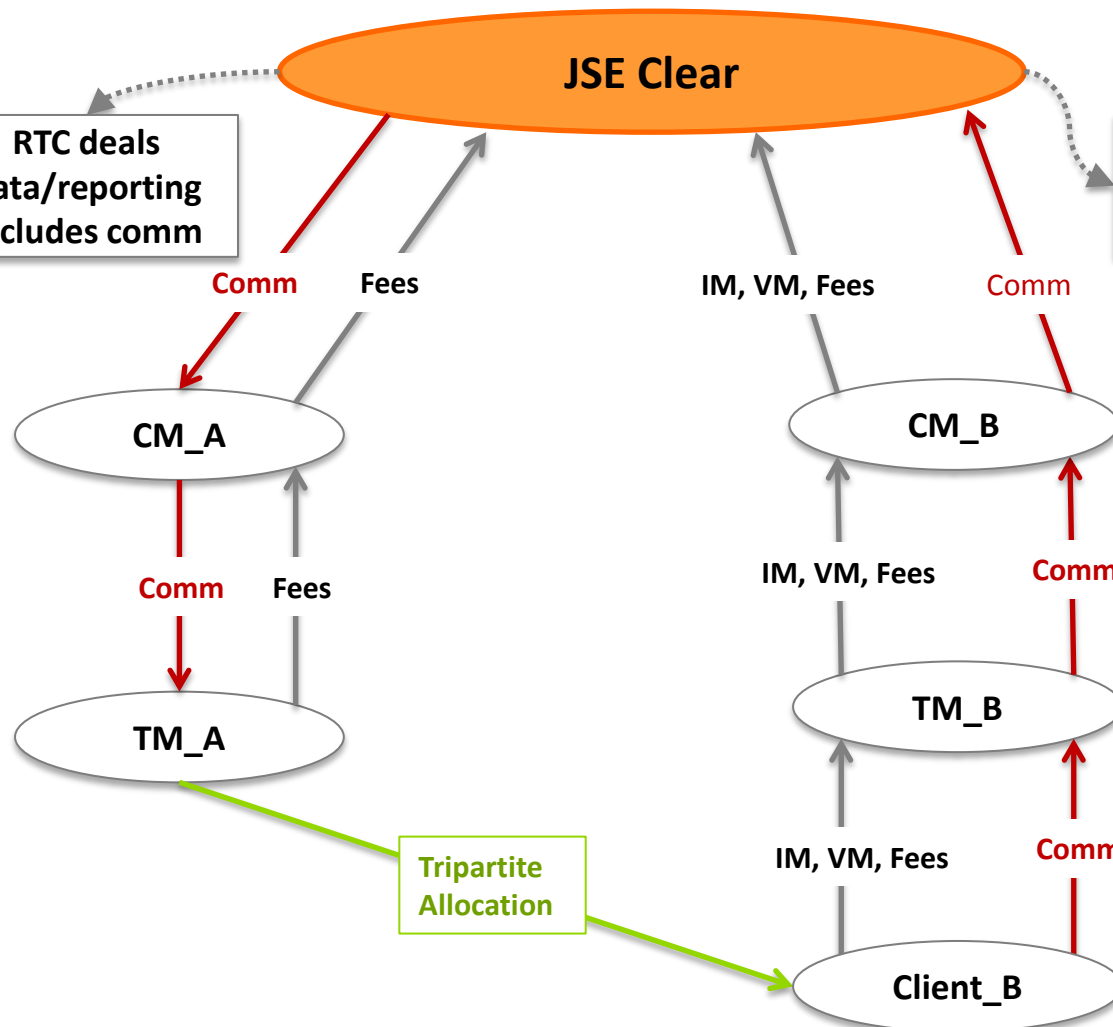 JSE Clear
RTC deals
ata/reporting
cludes comm
Comm
Fees
IM, VM, Fees
Comm
CM_A
CM_B
Comm
Fees
IM, VM, Fees
Comm
TM_A
TM_B
Tripartite
Allocation
IM, VM, Fees
Comm
Client_B